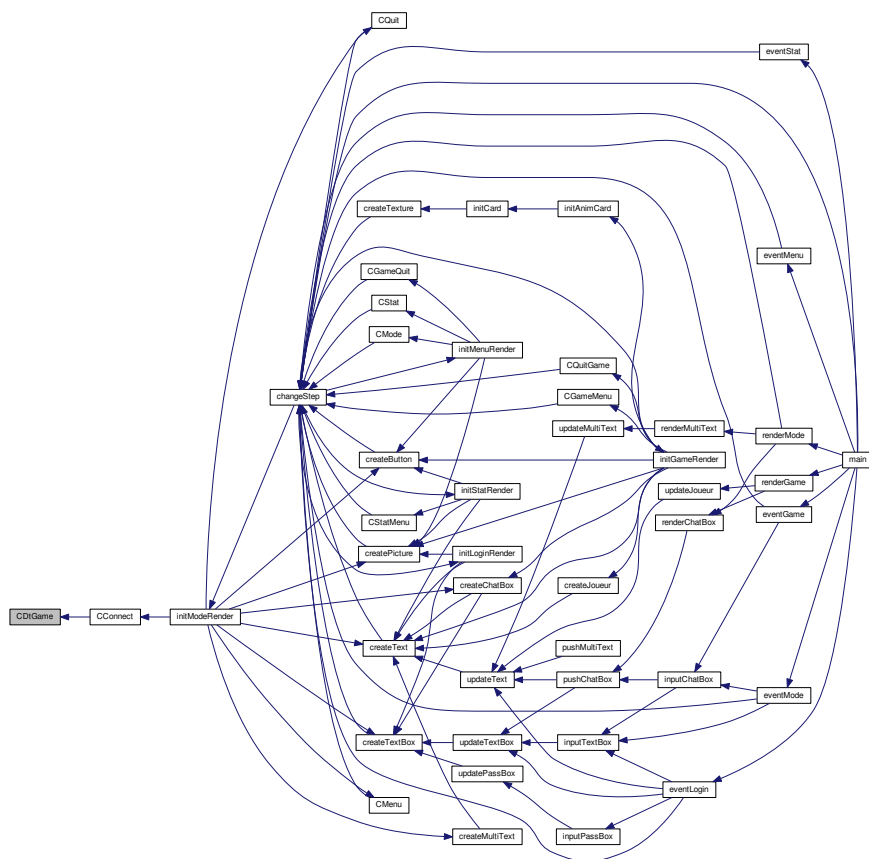 CQuit
eventStat
createTexture
initCard
initAnimCard
eventMenu
CGameQuit
CStat
CMode
initMenuRender
CQuitGame
changeStep
CGameMenu
updateMultiText
renderMultiText
renderMode
createButton
initGameRender
main
initStatRender
updateJoueur
renderGame
CStatMenu
renderChatBox
eventGame
createPicture
initLoginRender
createChatBox
createJoueur
CDtGame
CConnect
initModeRender
createText
pushMultiText
updateText
pushChatBox
inputChatBox
eventMode
createTextBox
updateTextBox
inputTextBox
updatePassBox
eventLogin
CMenu
createMultiText
inputPassBox